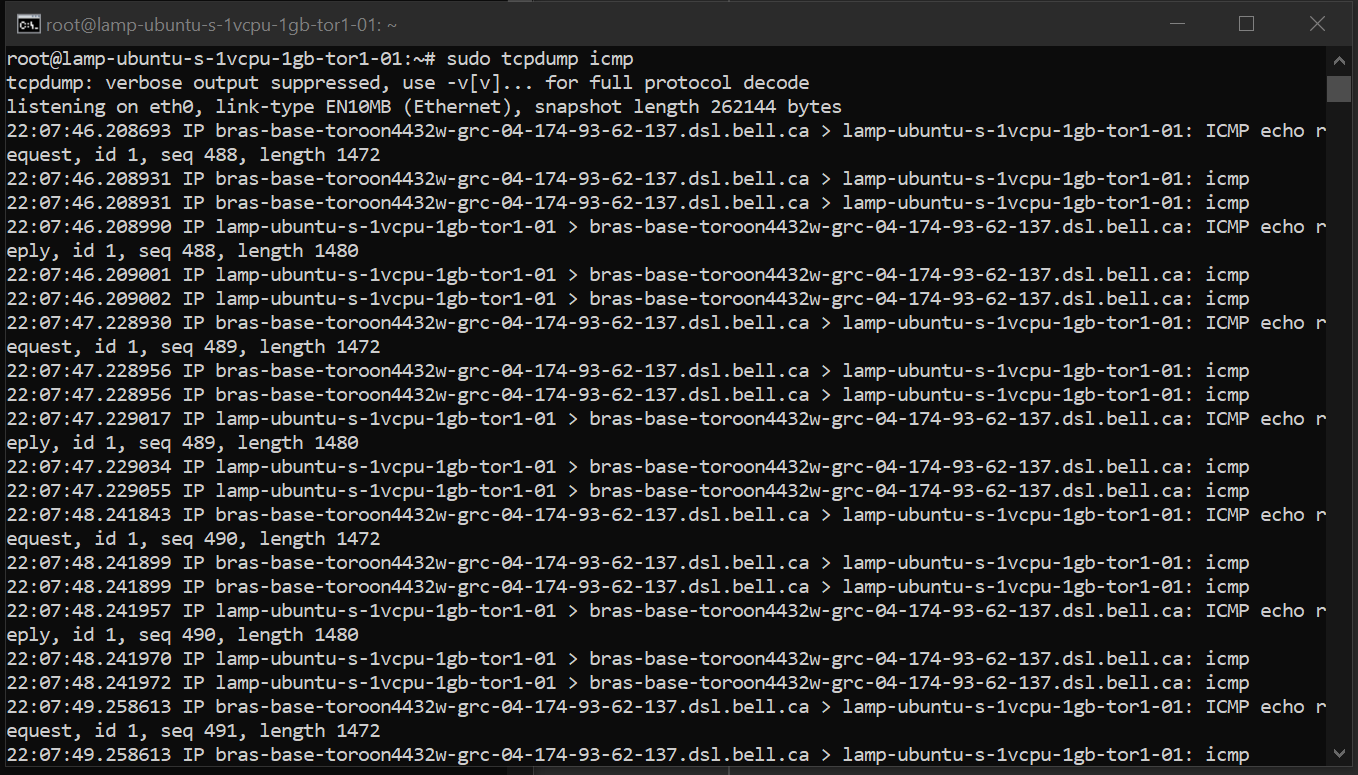 root@lamp-ubuntu-s-1vcpu-1gb-tor1-01: ~
root@lamp-ubuntu-s-1vcpu-1gb-tor1-01:~# sudo tcpdump icmp
tcpdump: verbose output suppressed, use -v[v]... for full protocol decode
listening on eth0, link-type EN10MB (Ethernet), snapshot length 262144 bytes
22:07:46.208693 IP bras-base-toroon4432w-grc-04-174-93-62-137.dsl.bell.ca > lamp-ubuntu-s-1vcpu-1gb-tor1-01: ICMP echo r
equest, id 1, seq 488, length 1472
22:07:46.208931 IP bras-base-toroon4432w-grc-04-174-93-62-137.dsl.bell.ca > lamp-ubuntu-s-1vcpu-1gb-tor1-01: icmp
22:07:46.208931 IP bras-base-toroon4432w-grc-04-174-93-62-137.dsl.bell.ca > lamp-ubuntu-s-1vcpu-1gb-tor1-01: icmp
22:07:46.208990 IP lamp-ubuntu-s-1vcpu-1gb-tor1-01 > bras-base-toroon4432w-grc-04-174-93-62-137.dsl.bell.ca: ICMP echo r
eply, id 1, seq 488, length 1480
22:07:46.209001 IP lamp-ubuntu-s-1vcpu-1gb-tor1-01 > bras-base-toroon4432w-grc-04-174-93-62-137.dsl.bell.ca: icmp
22:07:46.209002 IP lamp-ubuntu-s-1vcpu-1gb-tor1-01 > bras-base-toroon4432w-grc-04-174-93-62-137.dsl.bell.ca: icmp
22:07:47.228930 IP bras-base-toroon4432w-grc-04-174-93-62-137.dsl.bell.ca > lamp-ubuntu-s-1vcpu-1gb-tor1-01: ICMP echo r
equest, id 1, seq 489, length 1472
22:07:47.228956 IP bras-base-toroon4432w-grc-04-174-93-62-137.dsl.bell.ca > lamp-ubuntu-s-1vcpu-1gb-tor1-01: icmp
22:07:47.228956 IP bras-base-toroon4432w-grc-04-174-93-62-137.dsl.bell.ca > lamp-ubuntu-s-1vcpu-1gb-tor1-01: icmp
22:07:47.229017 IP lamp-ubuntu-s-1vcpu-1gb-tor1-01 > bras-base-toroon4432w-grc-04-174-93-62-137.dsl.bell.ca: ICMP echo r
eply, id 1, seq 489, length 1480
22:07:47.229034 IP lamp-ubuntu-s-1vcpu-1gb-tor1-01 > bras-base-toroon4432w-grc-04-174-93-62-137.dsl.bell.ca: icmp
22:07:47.229055 IP lamp-ubuntu-s-1vcpu-1gb-tor1-01 > bras-base-toroon4432w-grc-04-174-93-62-137.dsl.bell.ca: icmp
22:07:48.241843 IP bras-base-toroon4432w-grc-04-174-93-62-137.dsl.bell.ca > lamp-ubuntu-s-1vcpu-1gb-tor1-01: ICMP echo r
equest, id 1, seq 490, length 1472
22:07:48.241899 IP bras-base-toroon4432w-grc-04-174-93-62-137.dsl.bell.ca > lamp-ubuntu-s-1vcpu-1gb-tor1-01: icmp
22:07:48.241899 IP bras-base-toroon4432w-grc-04-174-93-62-137.dsl.bell.ca > lamp-ubuntu-s-1vcpu-1gb-tor1-01: icmp
22:07:48.241957 IP lamp-ubuntu-s-1vcpu-1gb-tor1-01 > bras-base-toroon4432w-grc-04-174-93-62-137.dsl.bell.ca: ICMP echo r
eply, id 1, seq 490, length 1480
22:07:48.241970 IP lamp-ubuntu-s-1vcpu-1gb-tor1-01 > bras-base-toroon4432w-grc-04-174-93-62-137.dsl.bell.ca: icmp
22:07:48.241972 IP lamp-ubuntu-s-1vcpu-1gb-tor1-01 > bras-base-toroon4432w-grc-04-174-93-62-137.dsl.bell.ca: icmp
22:07:49.258613 IP bras-base-toroon4432w-grc-04-174-93-62-137.dsl.bell.ca > lamp-ubuntu-s-1vcpu-1gb-tor1-01: ICMP echo r
equest, id 1, seq 491, length 1472
22:07:49.258613 IP bras-base-toroon4432w-grc-04-174-93-62-137.dsl.bell.ca > lamp-ubuntu-s-1vcpu-1gb-tor1-01: icmp